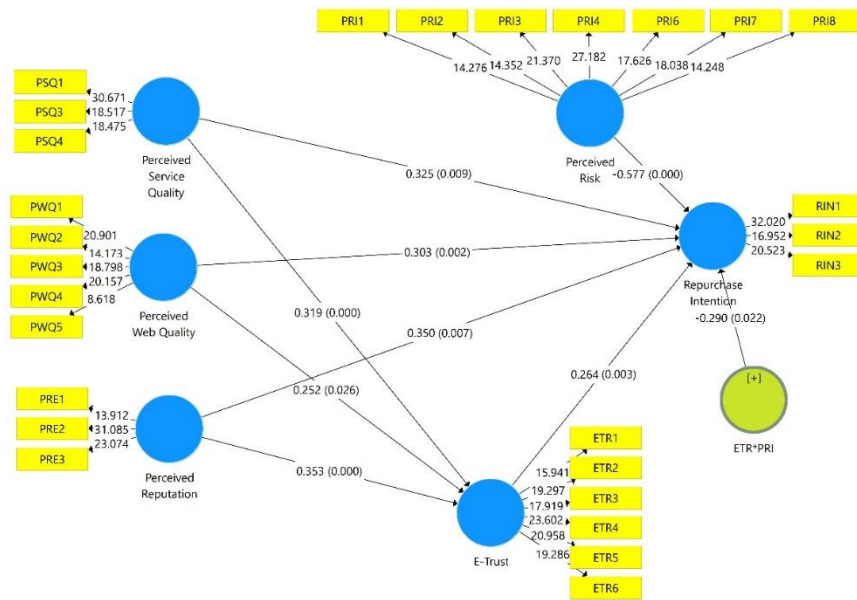 PRI1 PRI2 PRI3 PRI4 PRI6 PRI7 PRI8
14.276 14.352 21.370 27.182 17.626 18.038 14.248
Perceived
Risk
PSQ1
PSQ3
PSQ4
30.671
18.517
18.475
Perceived
Service
Quality
0.325 (0.009)
-0.577 (0.000)
PWQ1
PWQ2
PWQ3
PWQ4
PWQ5
20.901
14.173
18.798
20.157
8.618
Perceived
Web Quality
0.303 (0.002)
0.319 (0.000)
RIN1
RIN2
RIN3
32.020
16.952
20.523
Repurchase
Intention
-0.290 (0.022)
0.350 (0.007)
0.252 (0.026)
0.264 (0.003)
[+]
ETR*PRI
PRE1
PRE2
PRE3
13.912
31.085
23.074
Perceived
Reputation
0.353 (0.000)
ETR1
ETR2
ETR3
ETR4
ETR5
ETR6
15.941
19.297
17.919
23.602
20.958
19.286
E-Trust